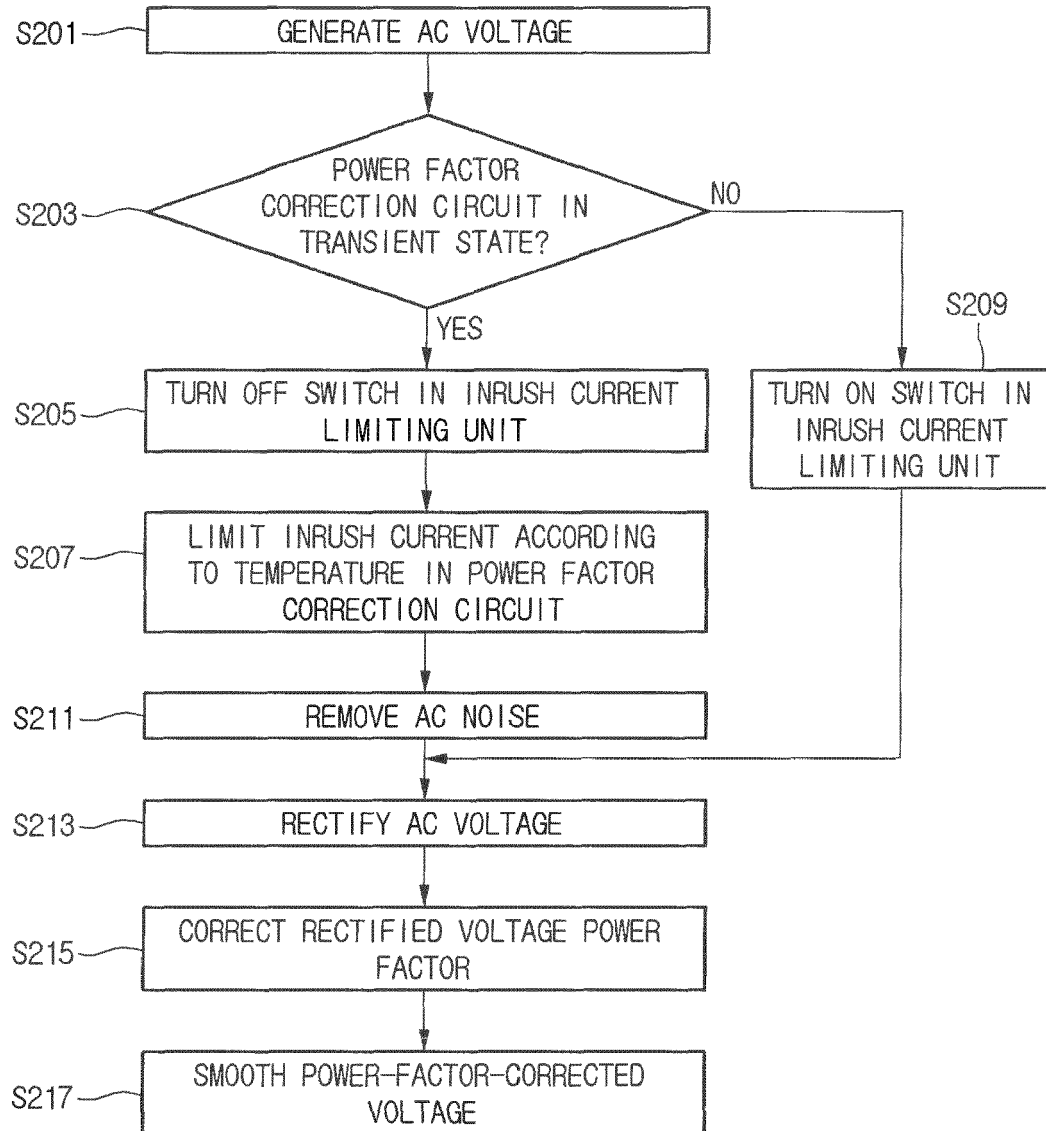 S201
GENERATE AC VOLTAGE
S203
POWER FACTOR
CORRECTION CIRCUIT IN
TRANSIENT STATE?
NO
YES
S209
S205
TURN OFF SWITCH IN INRUSH CURRENT
LIMITING UNIT
TURN ON SWITCH IN
INRUSH CURRENT
LIMITING UNIT
S207
LIMIT INRUSH CURRENT ACCORDING
TO TEMPERATURE IN POWER FACTOR
CORRECTION CIRCUIT
S211
REMOVE AC NOISE
S213
RECTIFY AC VOLTAGE
S215
CORRECT RECTIFIED VOLTAGE POWER
FACTOR
S217
SMOOTH POWER-FACTOR-CORRECTED
VOLTAGE